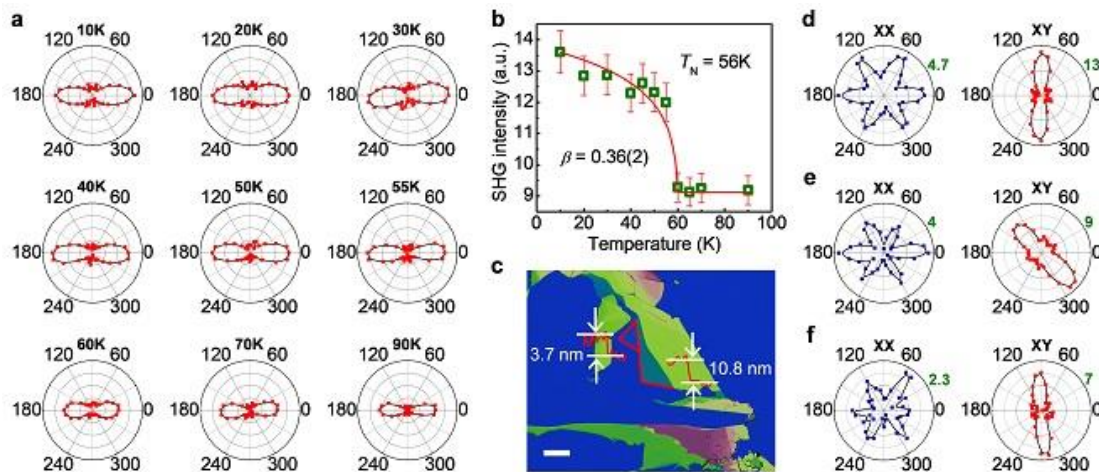 a
10K
20K
30K
120 60
120 60
120 60
180 0
180 0
180 0
240 300
240 300
240 300
40K
50K
55K
120 60
120 60
120 60
180 0
180 0
180 0
240 300
240 300
240 300
60K
70K
90K
120 60
120 60
120 60
180 0
180 0
180 0
240 300
240 300
240 300
b
SHG intensity (a.u.)
14
13
12
11
10
9
T_N = 56K
β = 0.36(2)
0 20 40 60 80 100
Temperature (K)
c
3.7 nm
10.8 nm
d
XX
XY
120 60
120 60
4.7
13
180 0
180 0
240 300
240 300
e
XX
XY
120 60
120 60
4
9
180 0
180 0
240 300
240 300
f
XX
XY
120 60
120 60
2.3
7
180 0
180 0
240 300
240 300